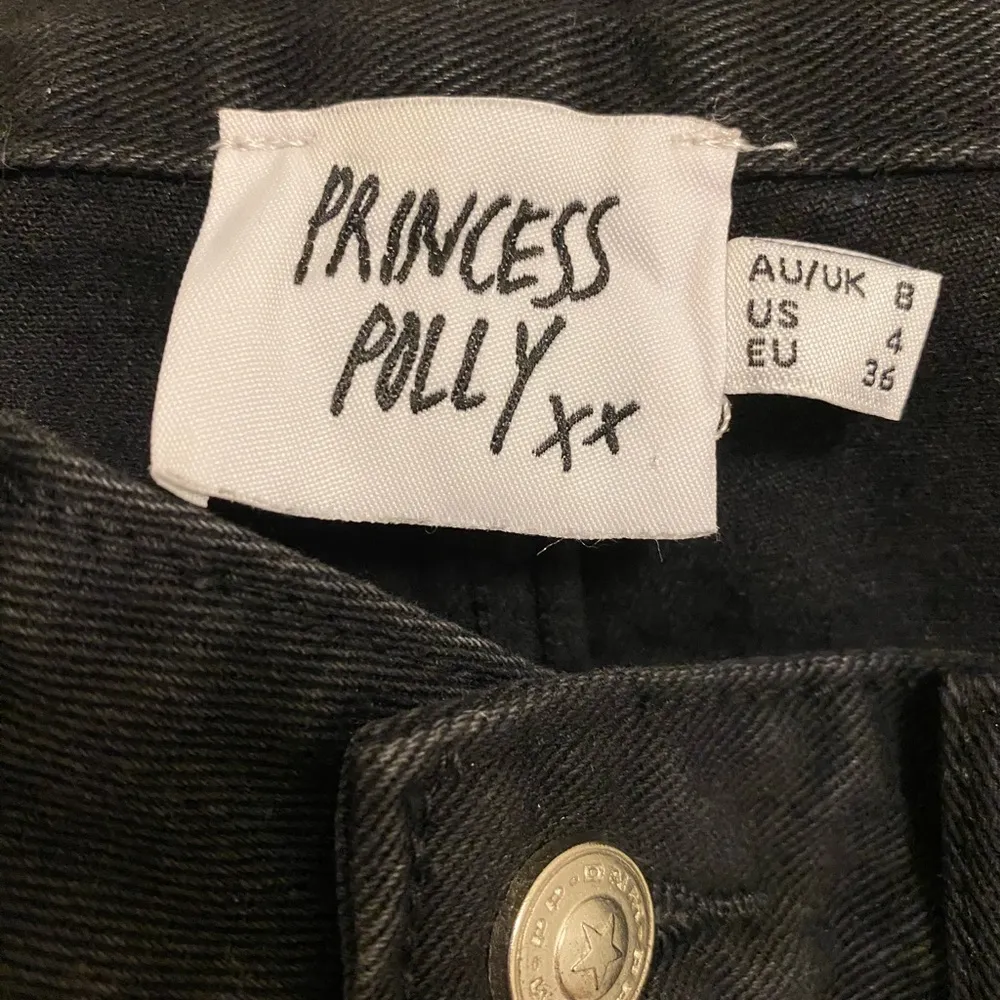 PRINCESS
POLLY xx
AU/UK 8
US 4
EU 36